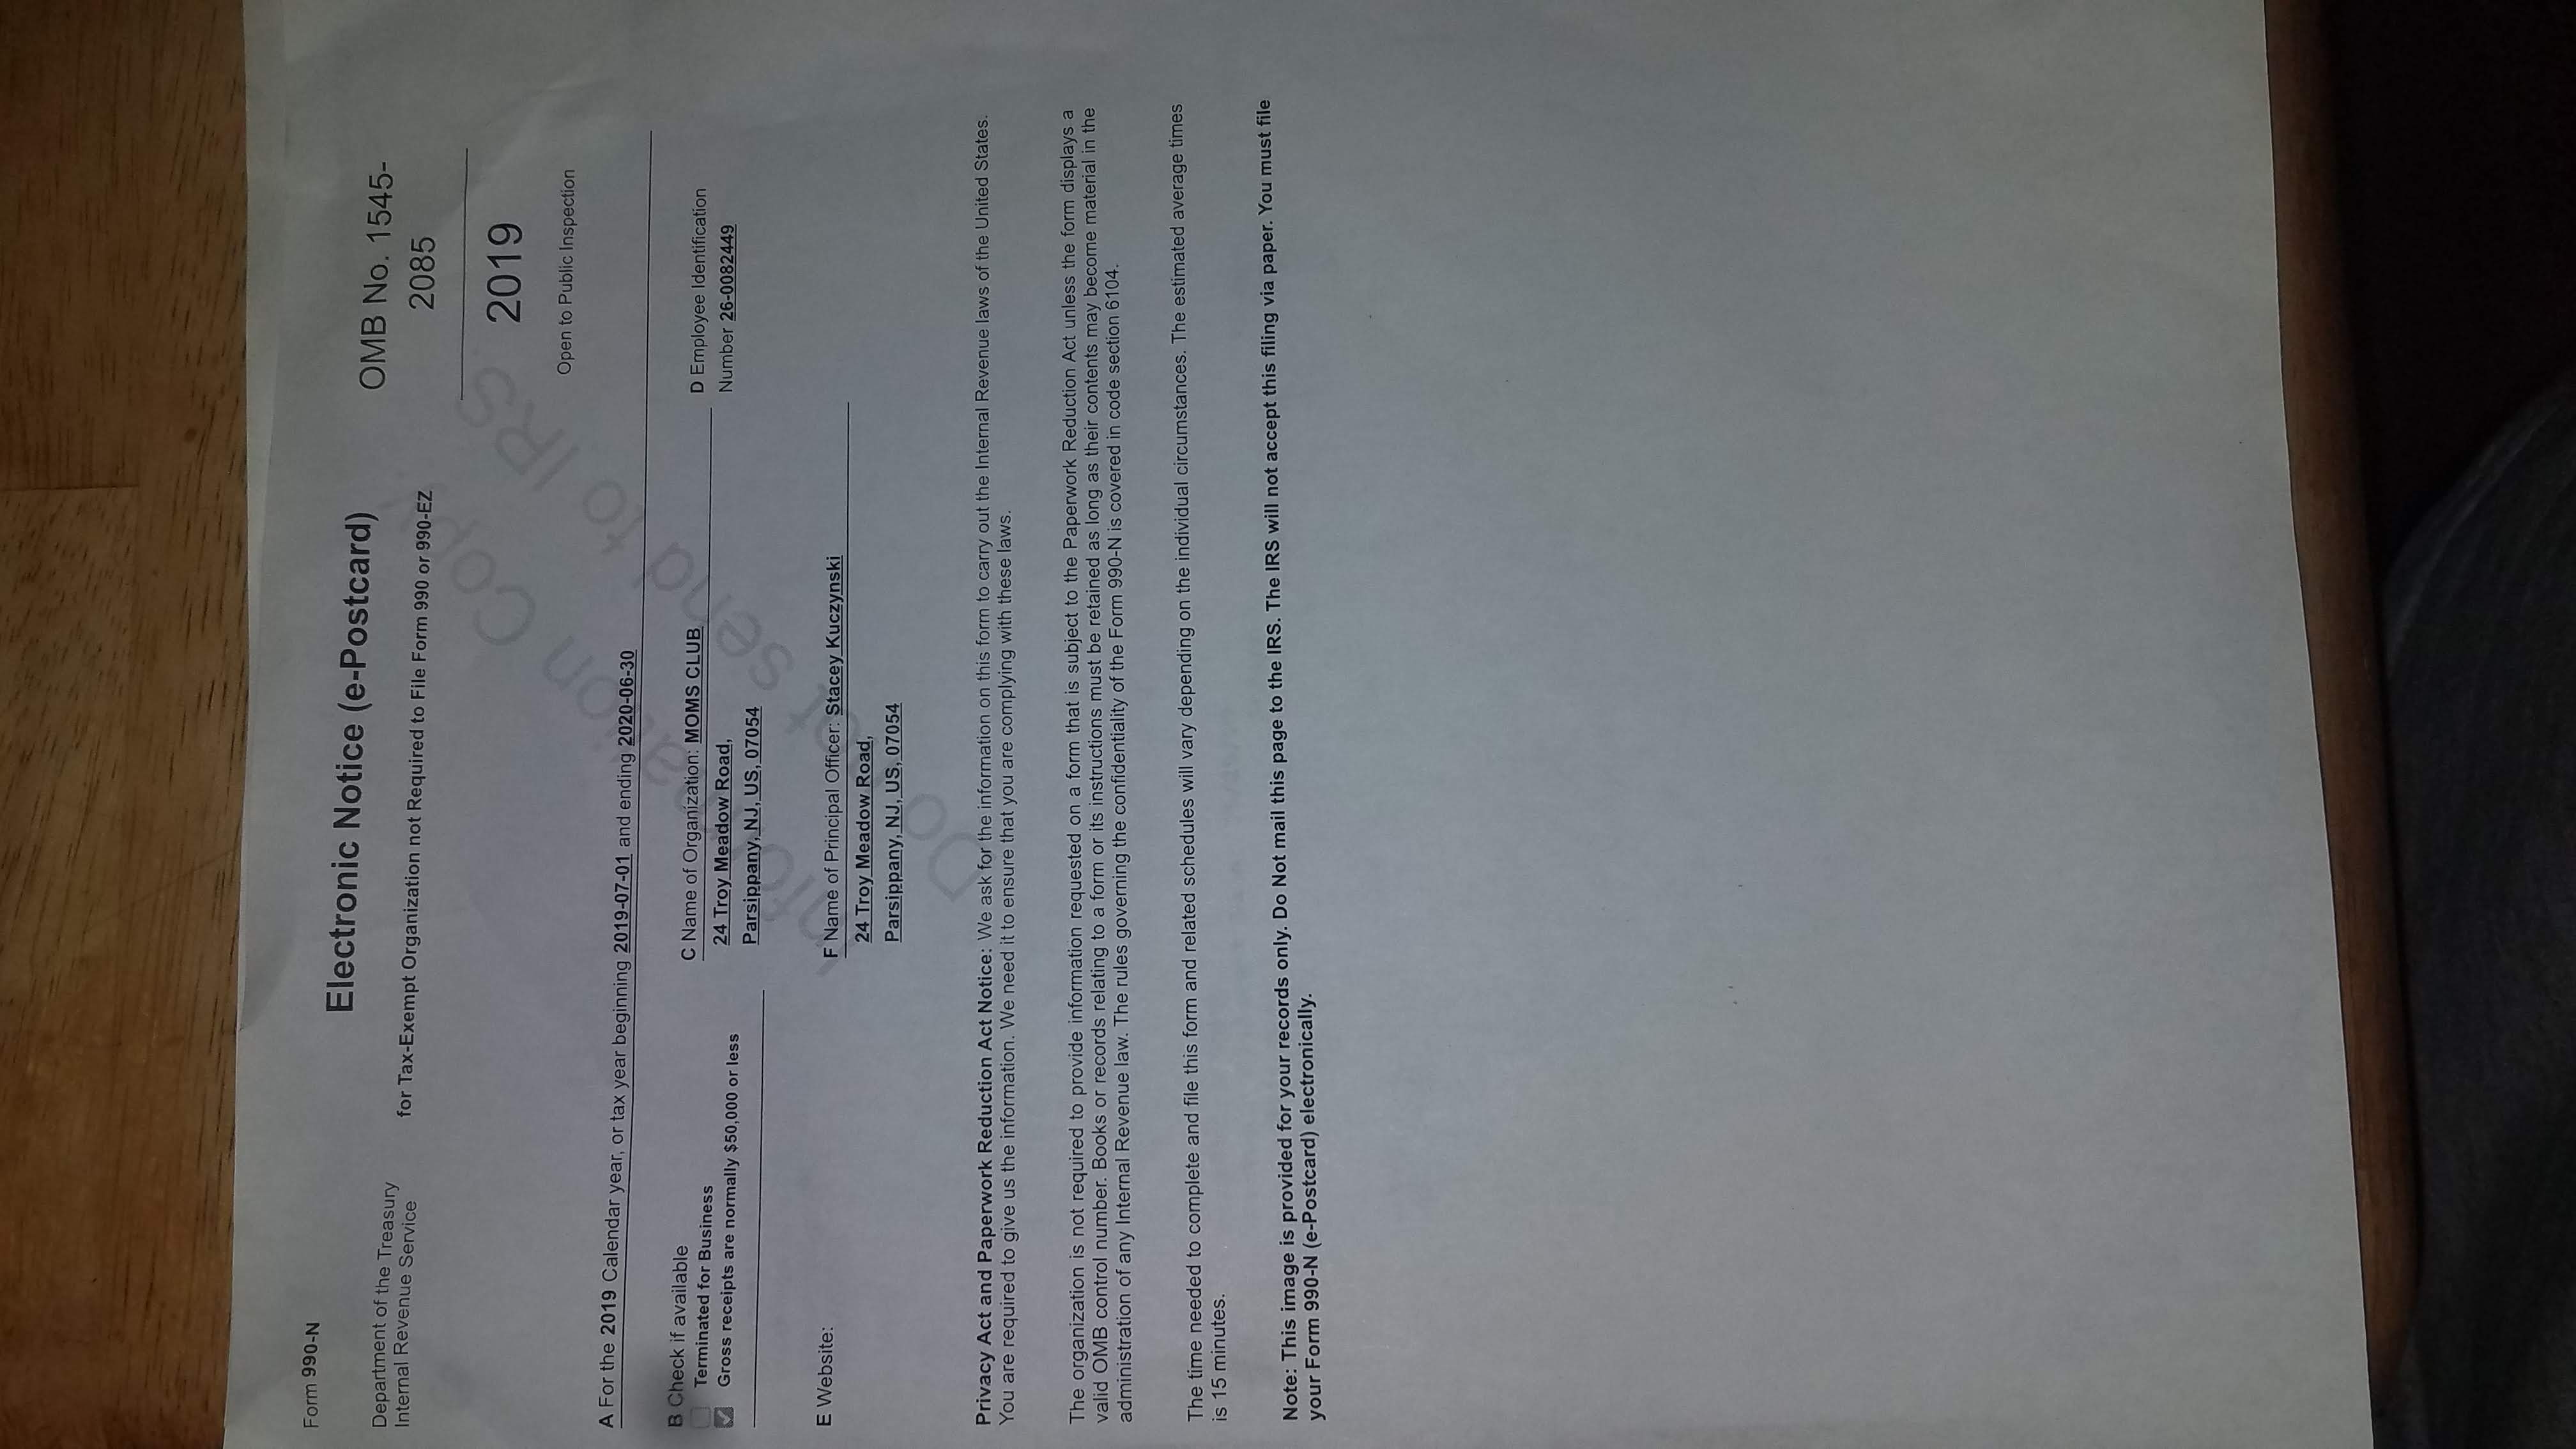 Form 990-N
Electronic Notice (e-Postcard)
Department of the Treasury
Internal Revenue Service
for Tax-Exempt Organization not Required to File Form 990 or 990-EZ
OMB No. 1545-
2085
2019
Open to Public Inspection
A For the 2019 Calendar year, or tax year beginning 2019-07-01 and ending 2020-06-30
B Check if available
Terminated for Business
Gross receipts are normally $50,000 or less
C Name of Organization: MOMS CLUB
24 Troy Meadow Road,
Parsippany, NJ, US, 07054
D Employee Identification
Number 26-0082449
E Website:
F Name of Principal Officer: Stacey Kuczynski
24 Troy Meadow Road,
Parsippany, NJ, US, 07054
Privacy Act and Paperwork Reduction Act Notice: We ask for the information on this form to carry out the Internal Revenue laws of the United States.
You are required to give us the information. We need it to ensure that you are complying with these laws.
The organization is not required to provide information requested on a form that is subject to the Paperwork Reduction Act unless the form displays a
valid OMB control number. Books or records relating to a form or its instructions must be retained as long as their contents may become material in the
administration of any Internal Revenue law. The rules governing the confidentiality of the Form 990-N is covered in code section 6104.
The time needed to complete and file this form and related schedules will vary depending on the individual circumstances. The estimated average times
is 15 minutes.
Note: This image is provided for your records only. Do Not mail this page to the IRS. The IRS will not accept this filing via paper. You must file
your Form 990-N (e-Postcard) electronically.
Information Copy
Do not send to IRS.